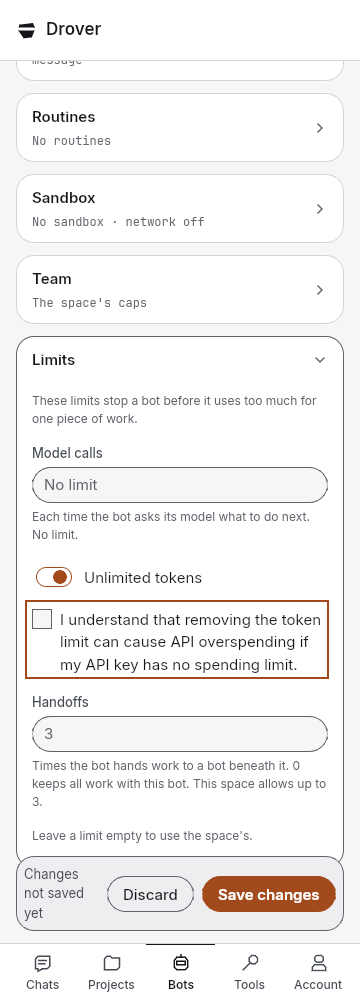 Drover
message
Routines
No routines
Sandbox
No sandbox · network off
Team
The space's caps
Limits
These limits stop a bot before it uses too much for
one piece of work.
Model calls
No limit
Each time the bot asks its model what to do next.
No limit.
Unlimited tokens
I understand that removing the token
limit can cause API overspending if
my API key has no spending limit.
Handoffs
3
Times the bot hands work to a bot beneath it. 0
keeps all work with this bot. This space allows up to
3.
Leave a limit empty to use the space's.
Changes
not saved
yet
Discard
Save changes
Chats
Projects
Bots
Tools
Account